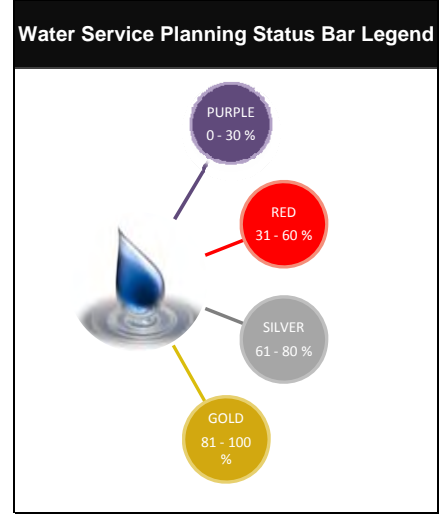 Water Service Planning Status Bar Legend
PURPLE
0 - 30 %
RED
31 - 60 %
SILVER
61 - 80 %
GOLD
81 - 100
%